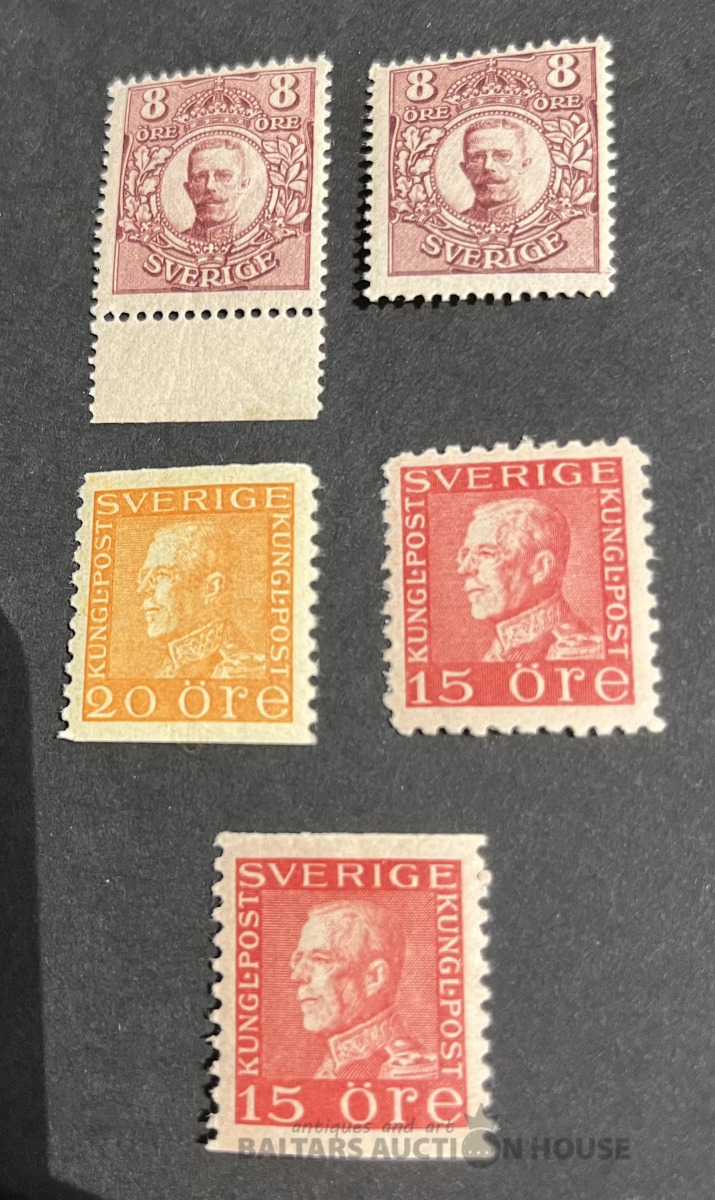 8 8
ÖRE ÖRE
SVERIGE
8 8
ÖRE ÖRE
SVERIGE
SVERIGE
KUNGL·POST
KUNGL·POST
20 öre
SVERIGE
KUNGL·POST
KUNGL·POST
15 öre
SVERIGE
KUNGL·POST
KUNGL·POST
15 öre
antiques and art
BALTARS AUCTION HOUSE